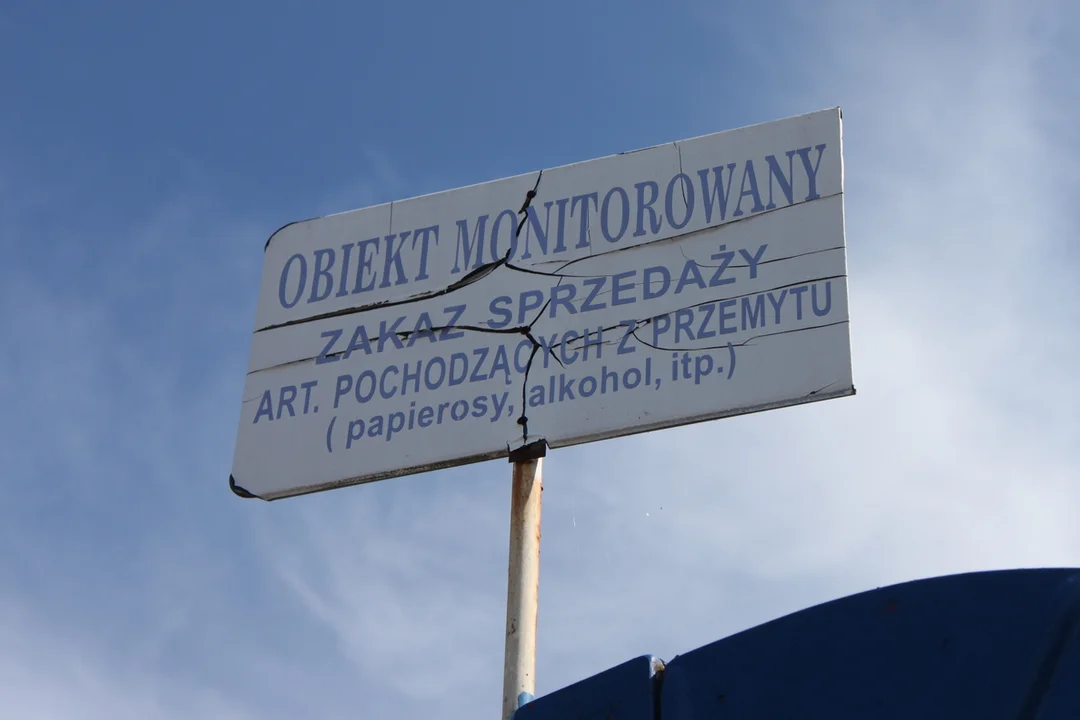 OBIEKT MONITOROWANY
ZAKAZ SPRZEDAŻY
ART. POCHODZĄCYCH Z PRZEMYTU
( papierosy, alkohol, itp.)